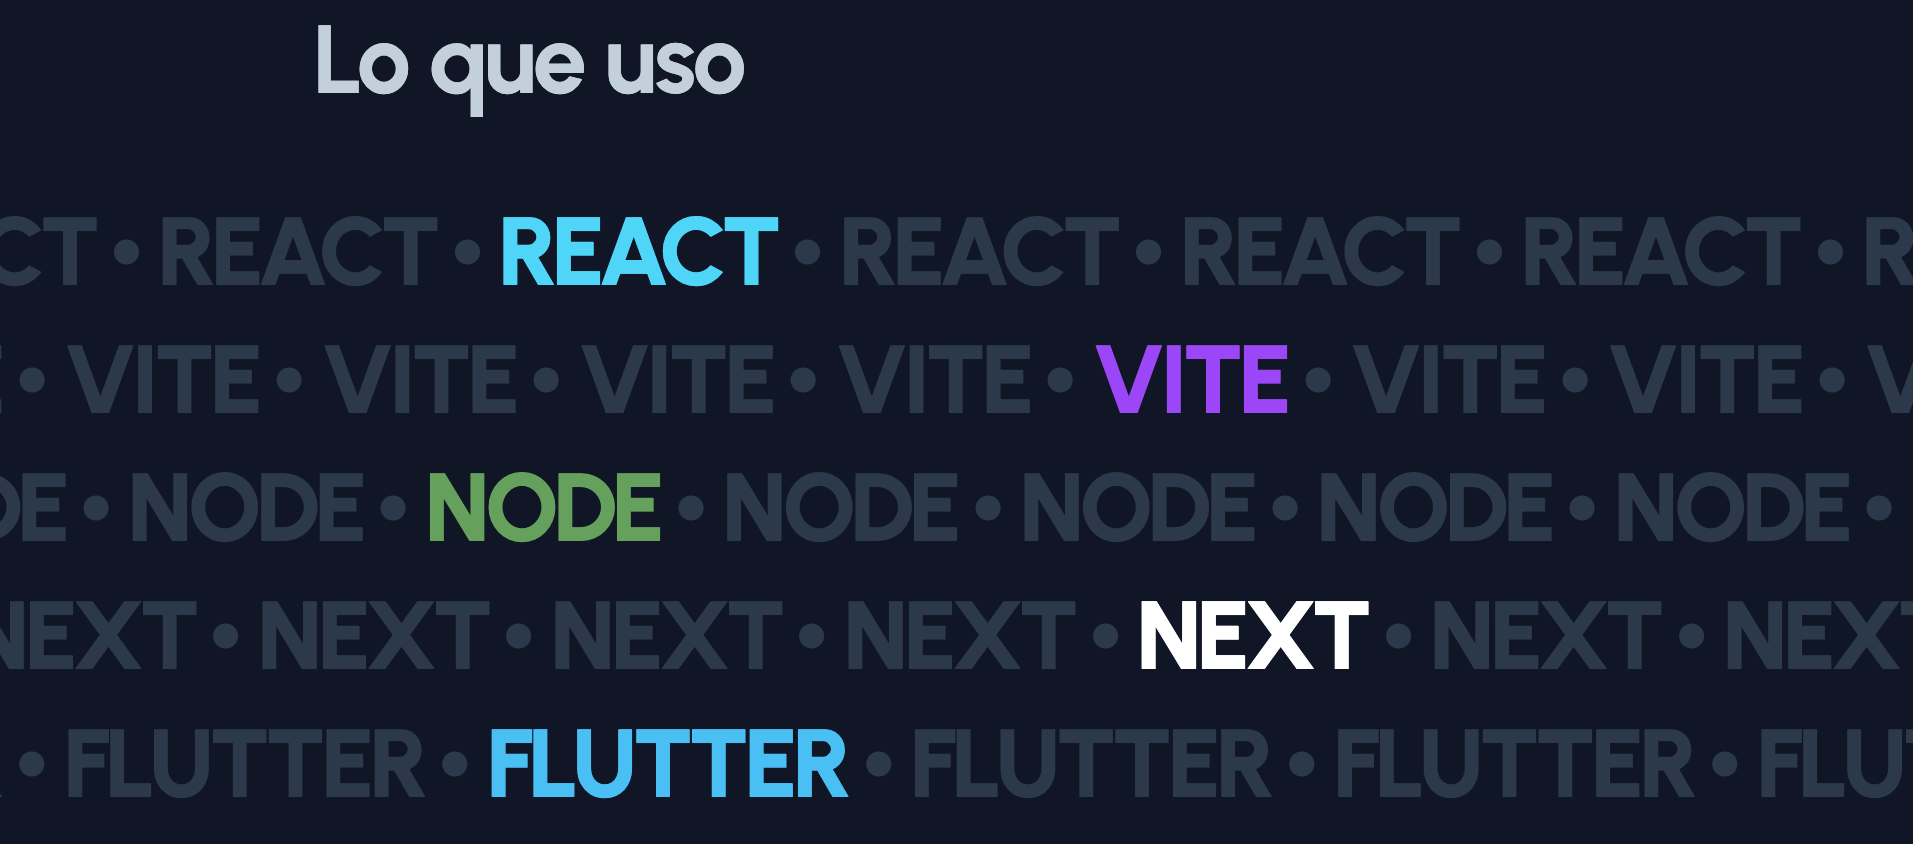 Lo que uso
CT • REACT • REACT • REACT • REACT • REACT • R
E • VITE • VITE • VITE • VITE • VITE • VITE • VITE • V
DE • NODE • NODE • NODE • NODE • NODE • NODE •
NEXT • NEXT • NEXT • NEXT • NEXT • NEXT • NEXT
• FLUTTER • FLUTTER • FLUTTER • FLUTTER • FLUT